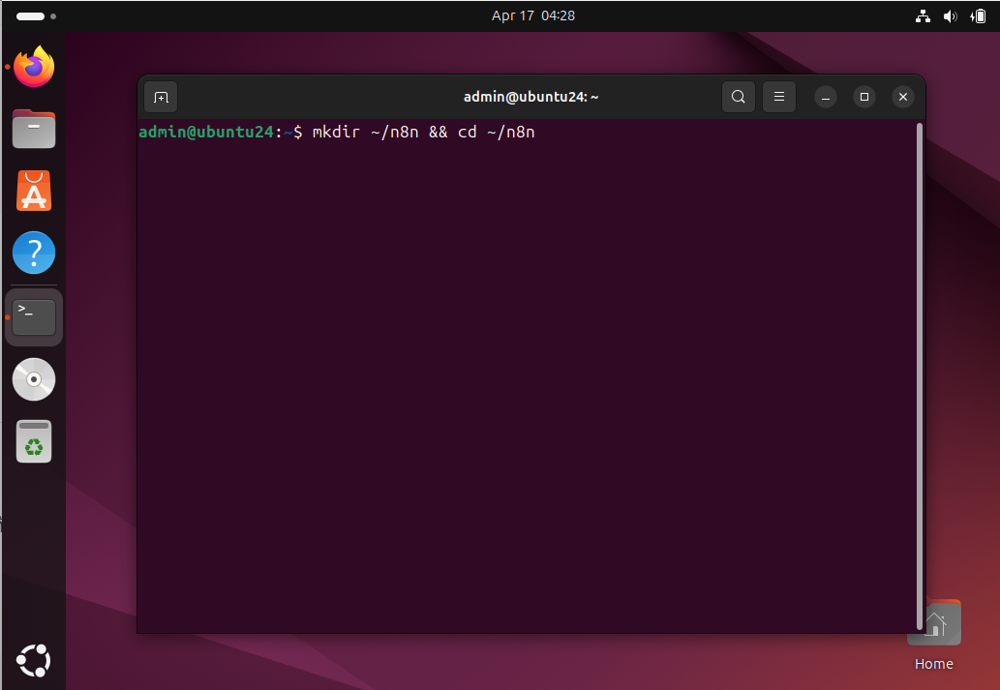 Apr 17 04:28
admin@ubuntu24: ~
admin@ubuntu24:~$ mkdir ~/n8n && cd ~/n8n
Home